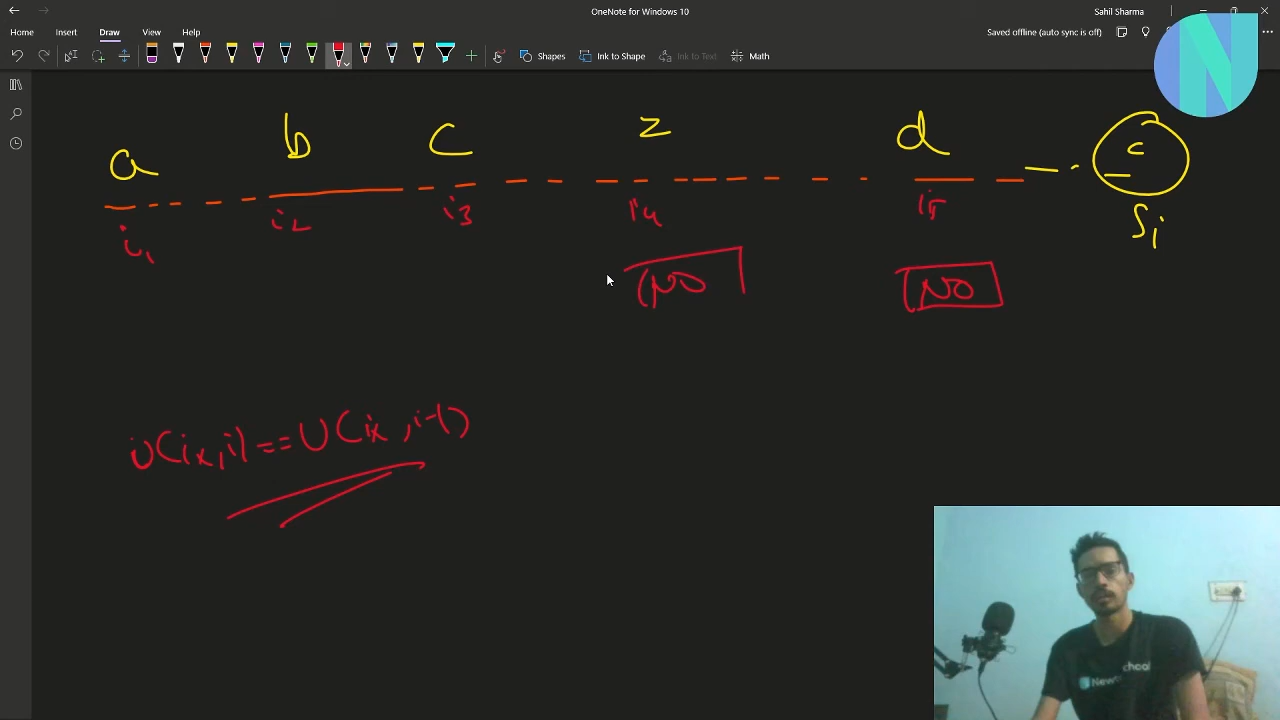 OneNote for Windows 10
Sahil Sharma
Home Insert Draw View Help
Saved offline (auto sync is off)
Shapes Ink to Shape Ink to Text Math
a b c z d c
i1 i2 i3 i4 i5 Si
NO NO
U(ix,i) == U(ix,i-1)